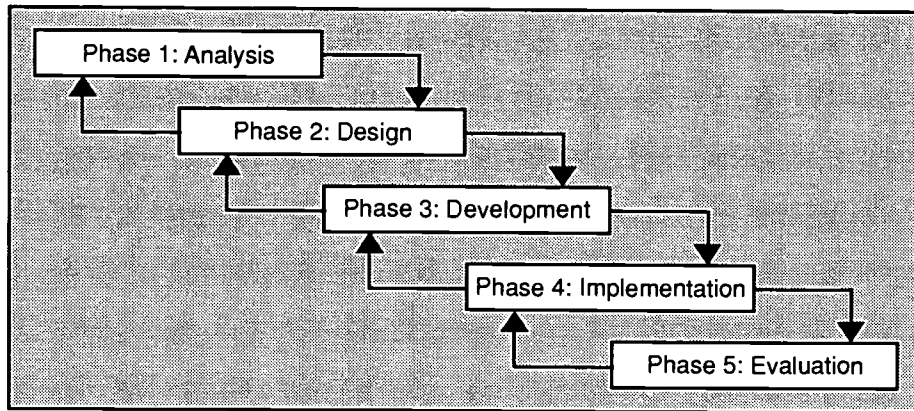 Phase 1: Analysis
Phase 2: Design
Phase 3: Development
Phase 4: Implementation
Phase 5: Evaluation